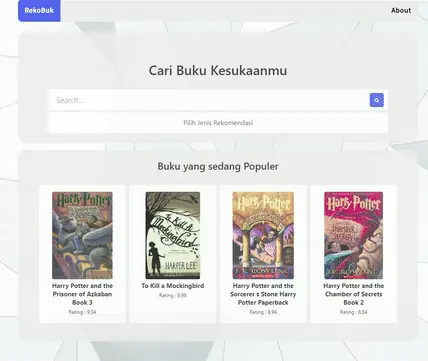 RekoBuk
About
Cari Buku Kesukaanmu
Search...
Pilih Jenis Rekomendasi
Buku yang sedang Populer
Harry Potter
To Kill a
Mockingbird
HARPER LEE
Harry Potter
J. K. ROWLING
Harry Potter
CHAMBER
SECRETS
Harry Potter and the
Prisoner of Azkaban
Book 3
Rating : 9.04
To Kill a Mockingbird
Rating : 8.98
Harry Potter and the
Sorcerer s Stone Harry
Potter Paperback
Rating : 8.94
Harry Potter and the
Chamber of Secrets
Book 2
Rating : 8.84